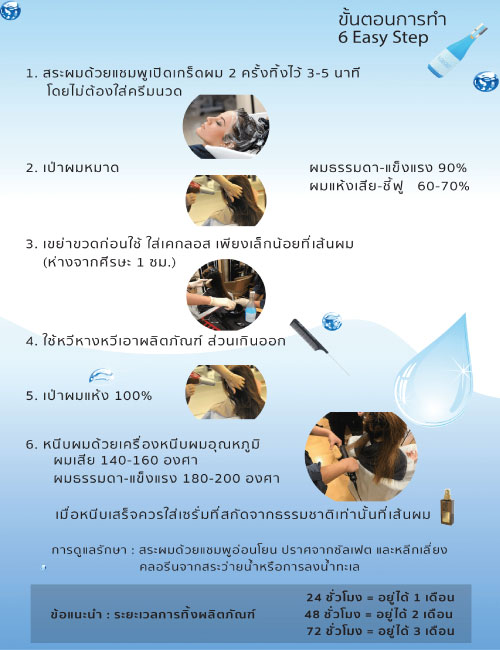 ขั้นตอนการทำ
6 Easy Step
1. สระผมด้วยแชมพูเปิดเกร็ดผม 2 ครั้งทิ้งไว้ 3-5 นาที
โดยไม่ต้องใส่ครีมนวด
2. เป่าผมหมาด
ผมธรรมดา-แข็งแรง 90%
ผมแห้งเสีย-ชี้ฟู 60-70%
3. เขย่าขวดก่อนใช้ ใส่เคกลอส เพียงเล็กน้อยที่เส้นผม
(ห่างจากศีรษะ 1 ซม.)
4. ใช้หวีหางหวีเอาผลิตภัณฑ์ ส่วนเกินออก
5. เป่าผมแห้ง 100%
6. หนีบผมด้วยเครื่องหนีบผมอุณหภูมิ
ผมเสีย 140-160 องศา
ผมธรรมดา-แข็งแรง 180-200 องศา
เมื่อหนีบเสร็จควรใส่เซรั่มที่สกัดจากธรรมชาติเท่านั้นที่เส้นผม
การดูแลรักษา : สระผมด้วยแชมพูอ่อนโยน ปราศจากซัลเฟต และหลีกเลี่ยง
คลอรีนจากสระว่ายน้ำหรือการลงน้ำทะเล
24 ชั่วโมง = อยู่ได้ 1 เดือน
ข้อแนะนำ : ระยะเวลการทิ้งผลิตภัณฑ์ 48 ชั่วโมง = อยู่ได้ 2 เดือน
72 ชั่วโมง = อยู่ได้ 3 เดือน